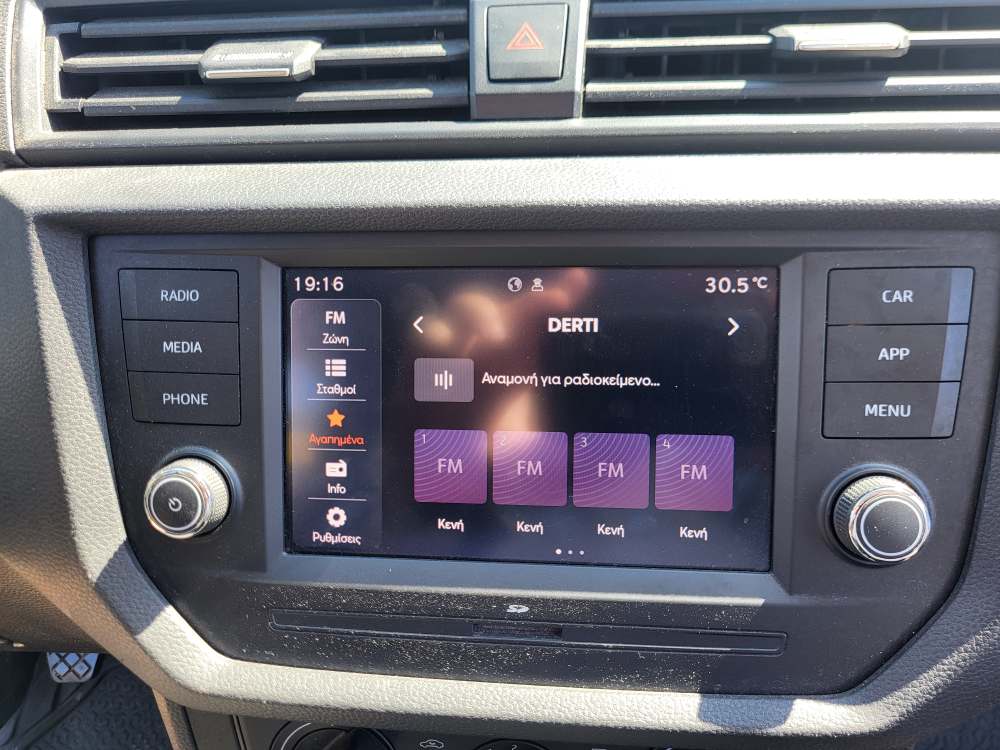 19:16
30.5°C
RADIO
MEDIA
PHONE
FM
Ζώνη
Σταθμοί
Αγαπημένα
Info
Ρυθμίσεις
DERTI
Αναμονή για ραδιοκείμενο...
1 2 3 4
FM FM FM FM
Κενή Κενή Κενή Κενή
CAR
APP
MENU
SD